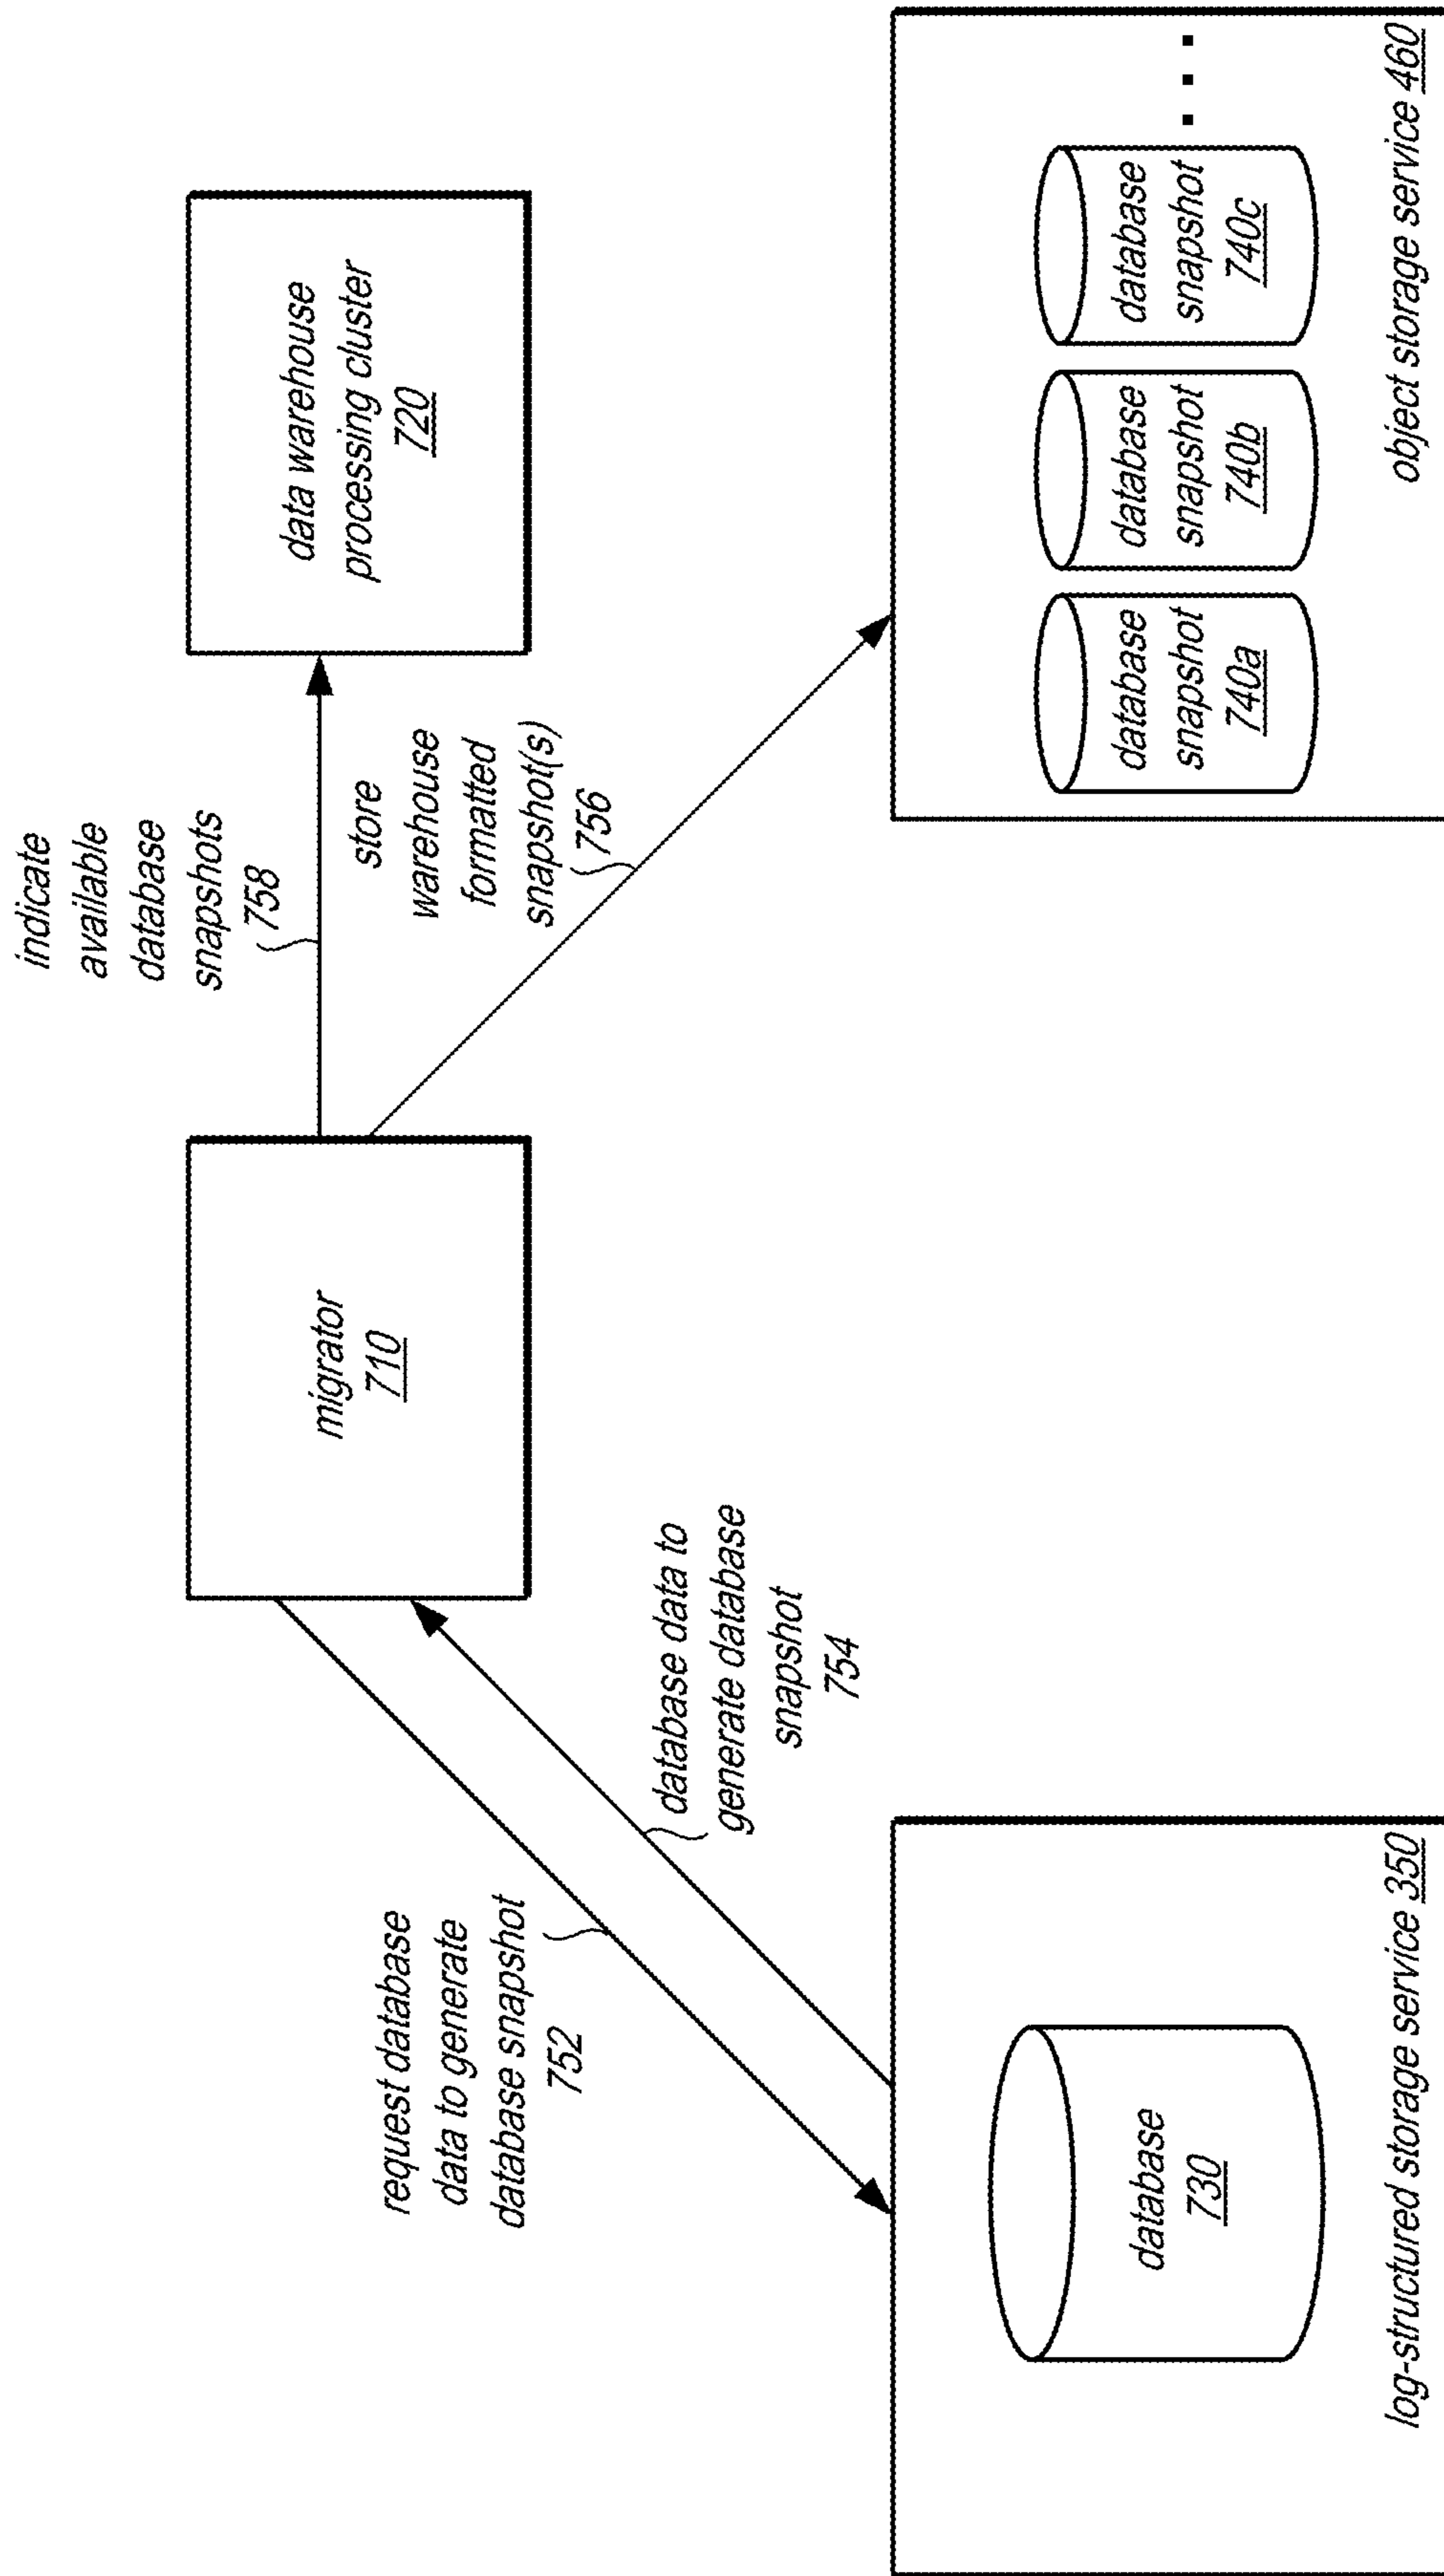 indicate
available
database
snapshots
758
migrator
710
data warehouse
processing cluster
720
store
warehouse
formatted
snapshot(s)
756
request database
data to generate
database snapshot
752
database data to
generate database
snapshot
754
database
730
log-structured storage service 350
database
snapshot
740a
database
snapshot
740b
database
snapshot
740c
. . .
object storage service 460